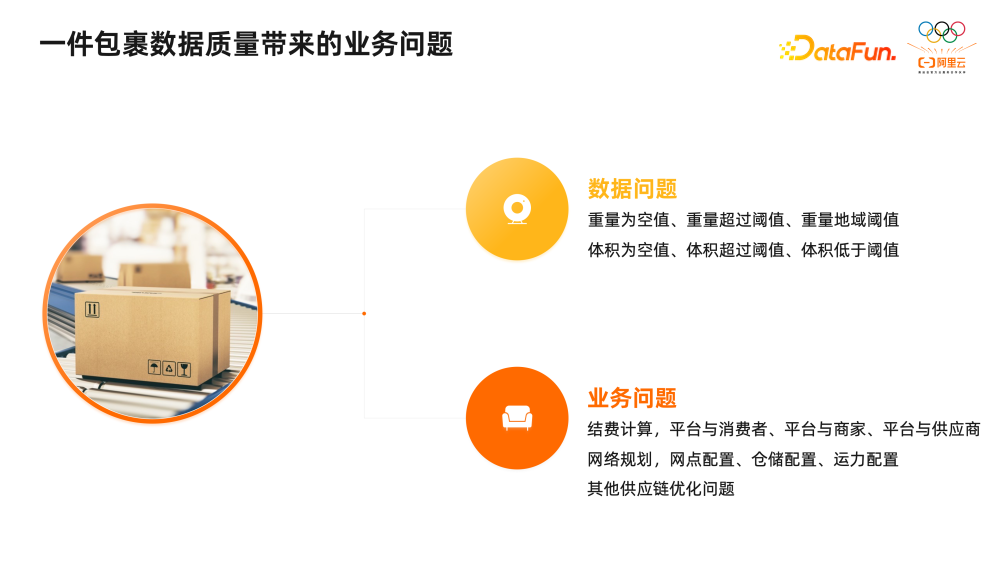 一件包裹数据质量带来的业务问题
DataFun.
阿里云
数据问题
重量为空值、重量超过阈值、重量地域阈值
体积为空值、体积超过阈值、体积低于阈值
业务问题
结费计算，平台与消费者、平台与商家、平台与供应商
网络规划，网点配置、仓储配置、运力配置
其他供应链优化问题